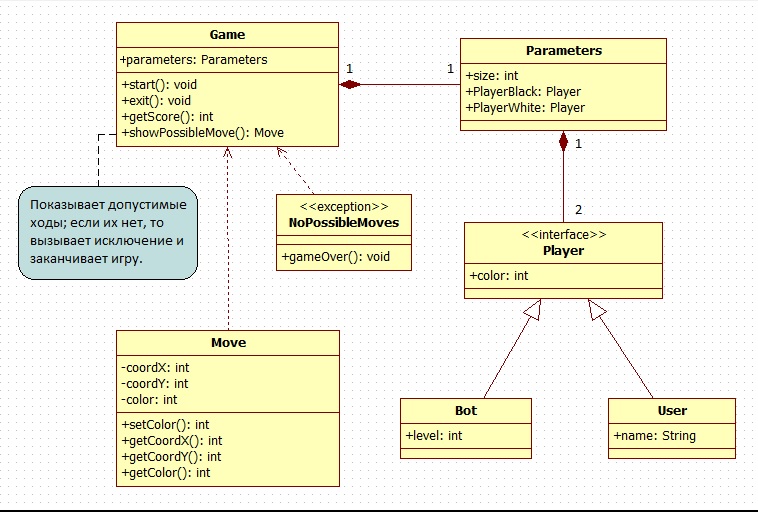 Game
+parameters: Parameters
+start(): void
+exit(): void
+getScore(): int
+showPossibleMove(): Move
1
1
Parameters
+size: int
+PlayerBlack: Player
+PlayerWhite: Player
1
2
Показывает допустимые
ходы; если их нет, то
вызывает исключение и
заканчивает игру.
<<exception>>
NoPossibleMoves
+gameOver(): void
<<interface>>
Player
+color: int
Move
-coordX: int
-coordY: int
-color: int
+setColor(): int
+getCoordX(): int
+getCoordY(): int
+getColor(): int
Bot
+level: int
User
+name: String